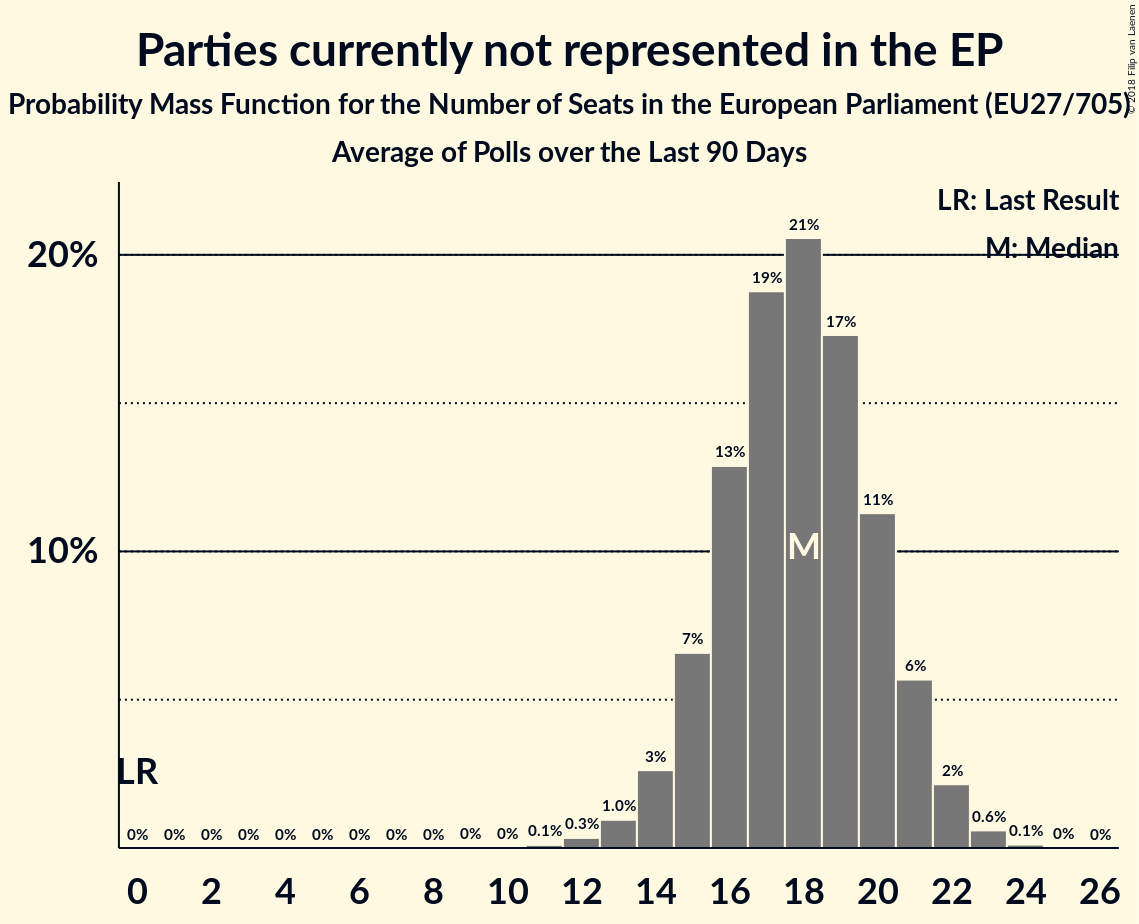 Parties currently not represented in the EP
Probability Mass Function for the Number of Seats in the European Parliament (EU27/705)
Average of Polls over the Last 90 Days
© 2018 Filip van Laenen
LR: Last Result
M: Median
20%
10%
21%
19%
17%
13%
11%
7%
6%
3%
2%
1.0%
0.6%
0.3%
0.1%
0.1%
M
LR
0% 0% 0% 0% 0% 0% 0% 0% 0% 0% 0% 0% 0%
0 2 4 6 8 10 12 14 16 18 20 22 24 26